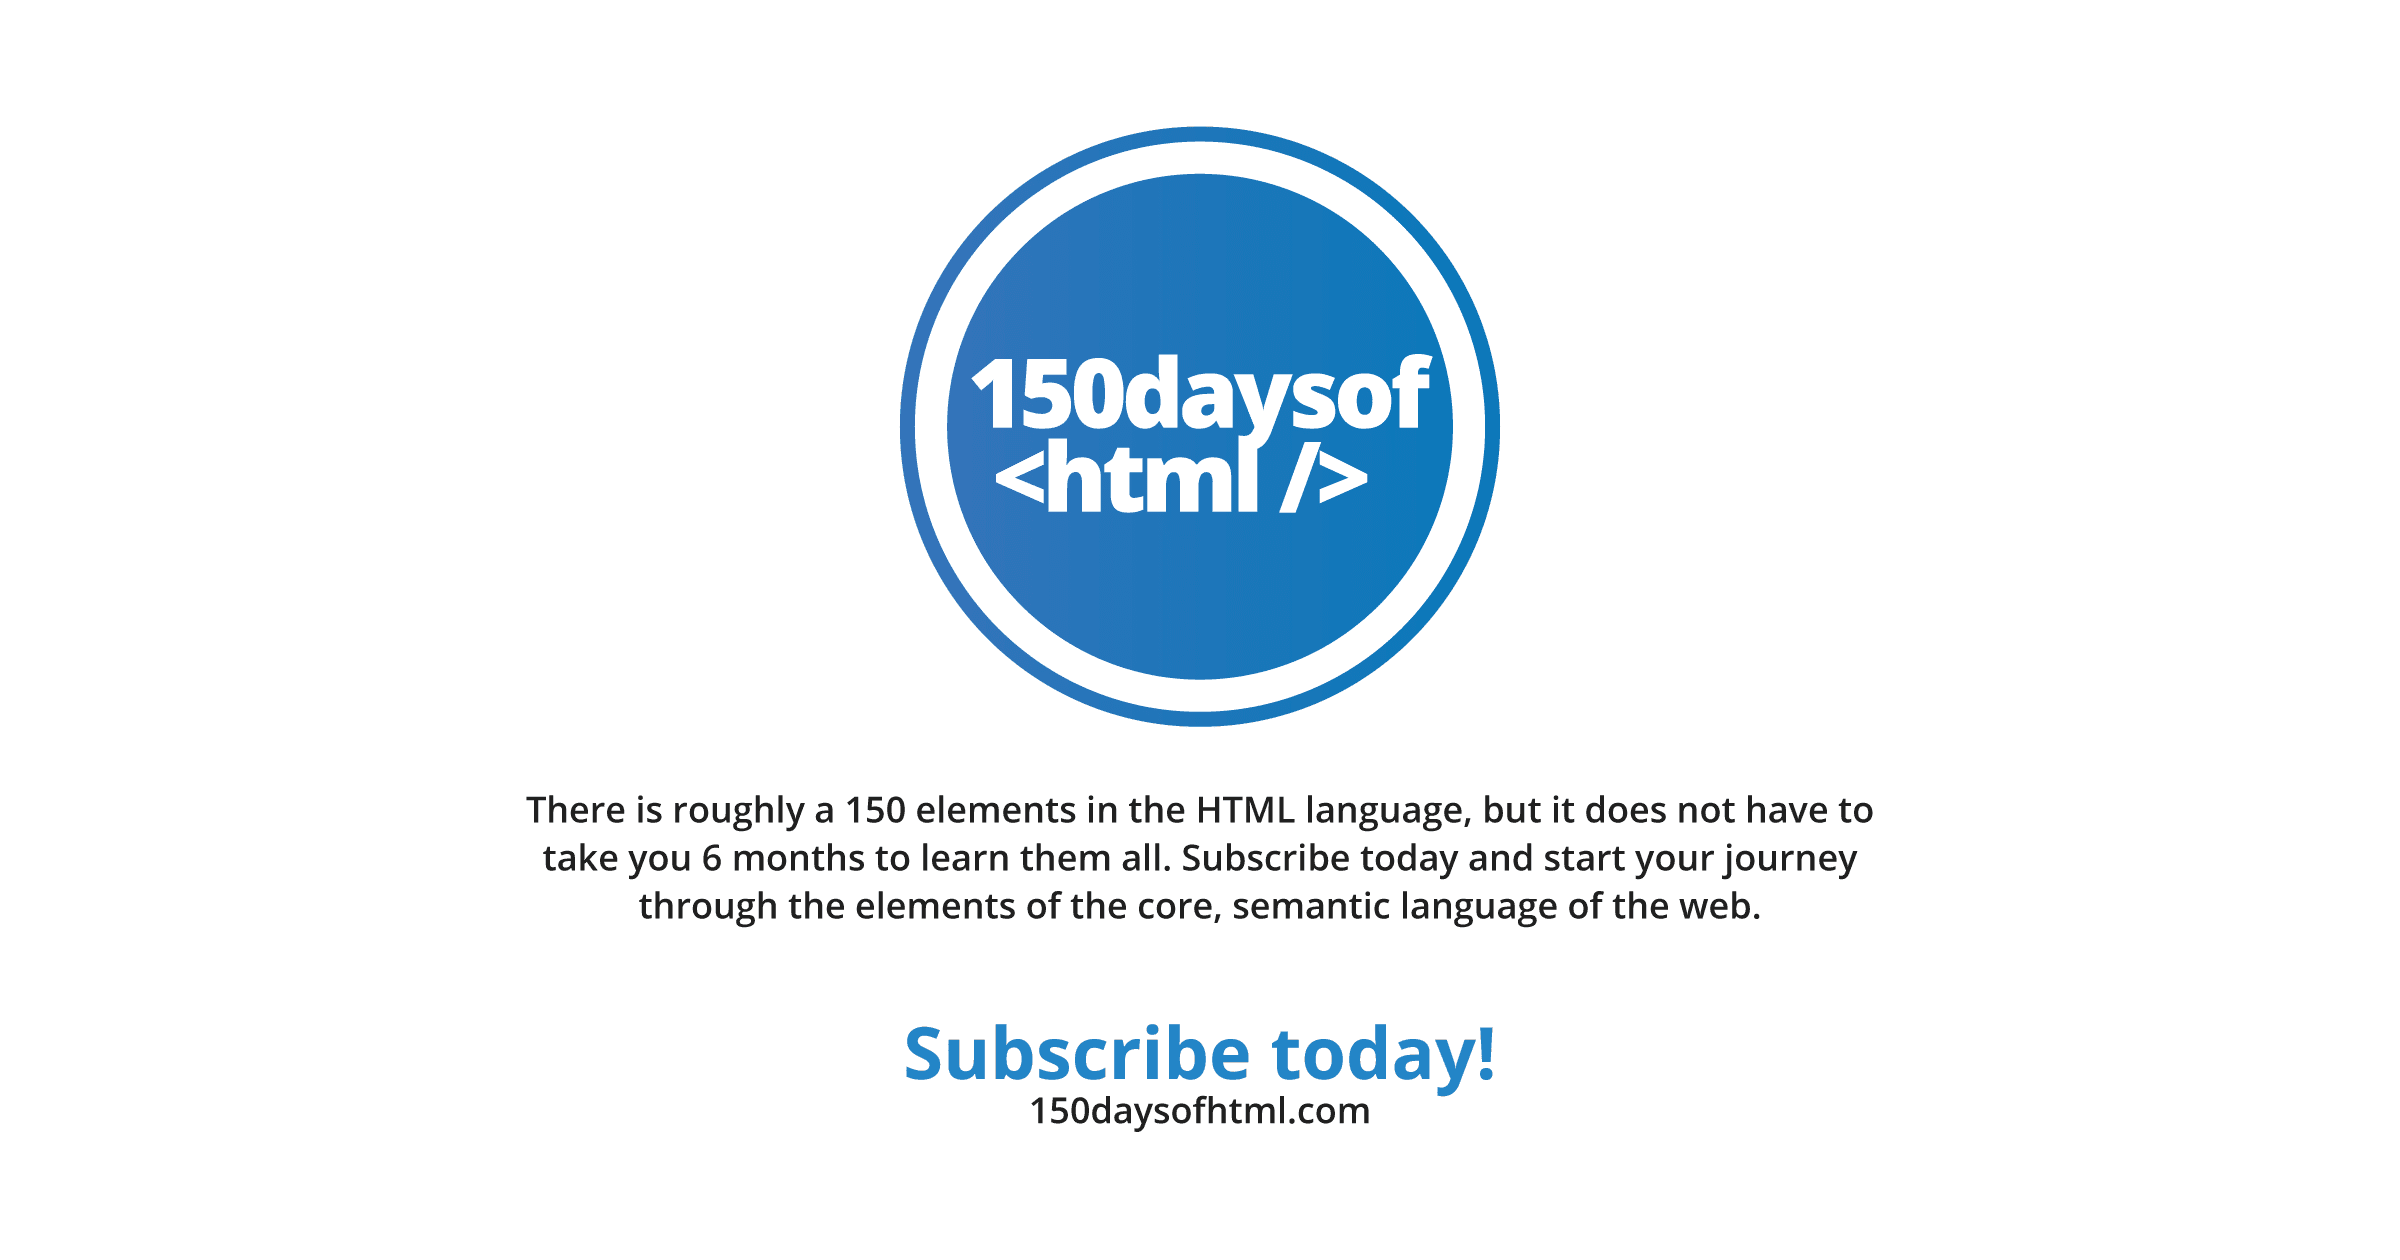 150daysof
<html />
There is roughly a 150 elements in the HTML language, but it does not have to
take you 6 months to learn them all. Subscribe today and start your journey
through the elements of the core, semantic language of the web.
Subscribe today!
150daysofhtml.com